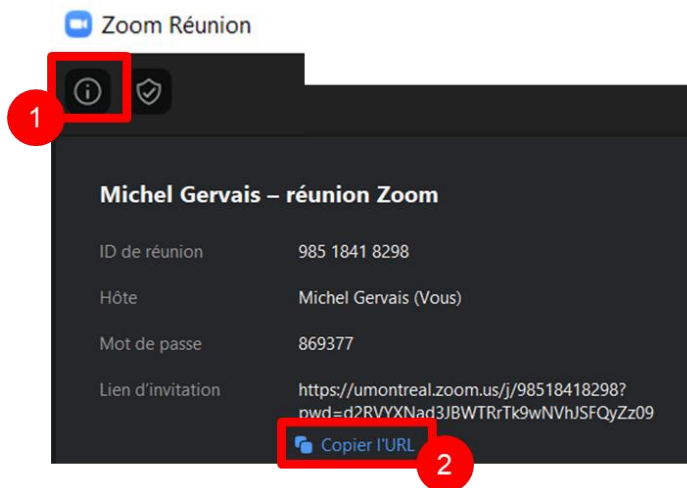 Zoom Réunion
1
Michel Gervais – réunion Zoom
ID de réunion 985 1841 8298
Hôte Michel Gervais (Vous)
Mot de passe 869377
Lien d'invitation https://umontreal.zoom.us/j/98518418298?
pwd=d2RVYXNad3JBWTRrTk9wNVhJSFQyZz09
Copier l'URL
2